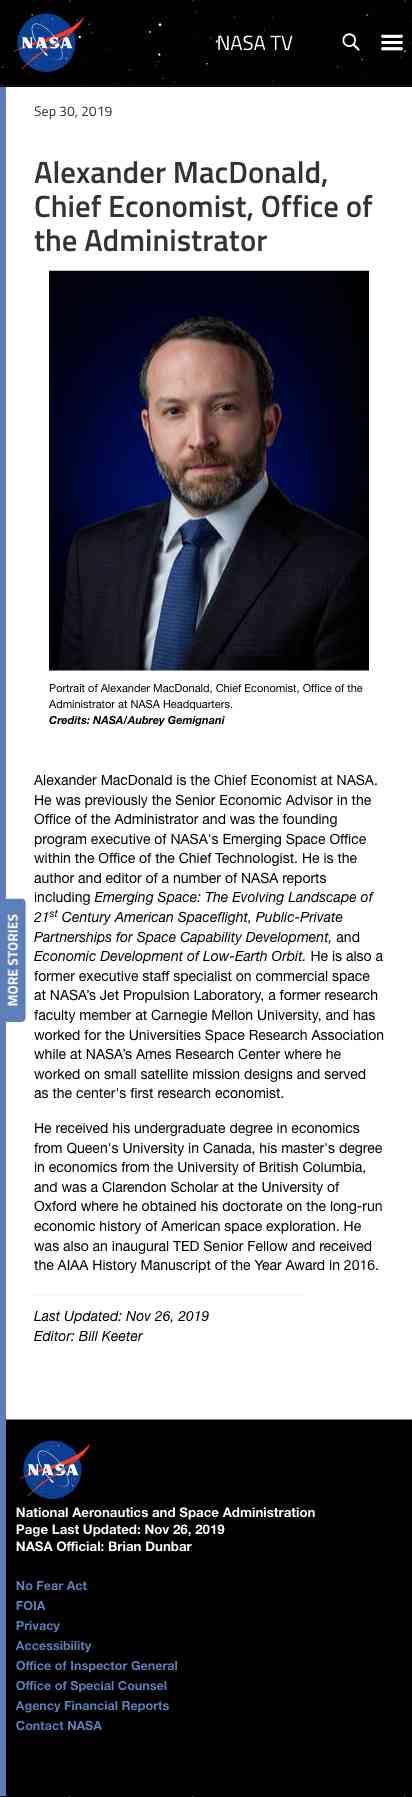 NASA
NASA TV
Sep 30, 2019
Alexander MacDonald,
Chief Economist, Office of
the Administrator
Portrait of Alexander MacDonald, Chief Economist, Office of the
Administrator at NASA Headquarters.
Credits: NASA/Aubrey Gemignani
Alexander MacDonald is the Chief Economist at NASA.
He was previously the Senior Economic Advisor in the
Office of the Administrator and was the founding
program executive of NASA's Emerging Space Office
within the Office of the Chief Technologist. He is the
author and editor of a number of NASA reports
including Emerging Space: The Evolving Landscape of
21st Century American Spaceflight, Public-Private
Partnerships for Space Capability Development, and
Economic Development of Low-Earth Orbit. He is also a
former executive staff specialist on commercial space
at NASA's Jet Propulsion Laboratory, a former research
faculty member at Carnegie Mellon University, and has
worked for the Universities Space Research Association
while at NASA's Ames Research Center where he
worked on small satellite mission designs and served
as the center's first research economist.
MORE STORIES
He received his undergraduate degree in economics
from Queen's University in Canada, his master's degree
in economics from the University of British Columbia,
and was a Clarendon Scholar at the University of
Oxford where he obtained his doctorate on the long-run
economic history of American space exploration. He
was also an inaugural TED Senior Fellow and received
the AIAA History Manuscript of the Year Award in 2016.
Last Updated: Nov 26, 2019
Editor: Bill Keeter
NASA
National Aeronautics and Space Administration
Page Last Updated: Nov 26, 2019
NASA Official: Brian Dunbar
No Fear Act
FOIA
Privacy
Accessibility
Office of Inspector General
Office of Special Counsel
Agency Financial Reports
Contact NASA